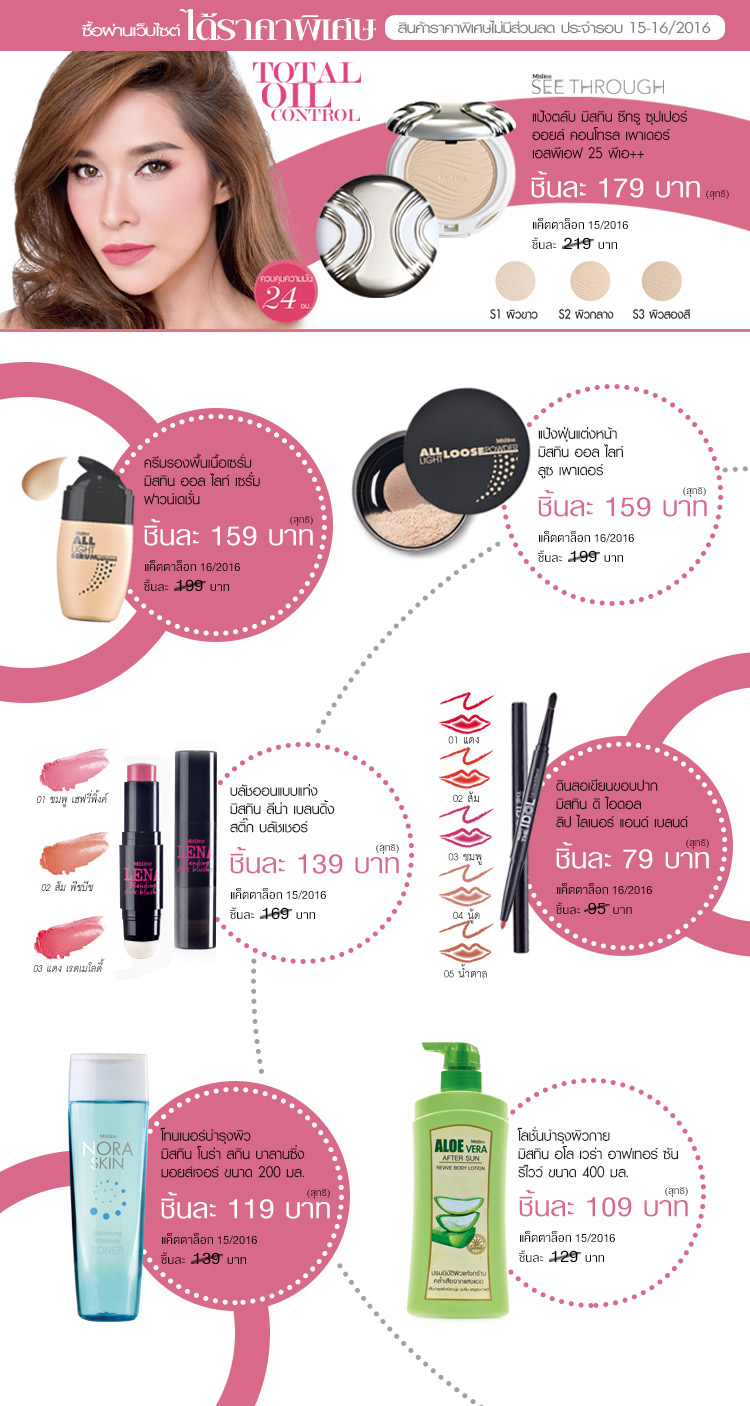 ซื้อผ่านเว็บไซต์ ได้ราคาพิเศษ สินค้าราคาพิเศษไม่มีส่วนลด ประจำรอบ 15-16/2016
TOTAL
OIL
CONTROL
Mistine
SEE THROUGH
แป้งตลับ มิสทิน ซีทรู ซุปเปอร์
ออยล์ คอนโทรล เพาเดอร์
เอสพีเอฟ 25 พีเอ++
ชิ้นละ 179 บาท (สุทธิ)
แค็ตตาล็อก 15/2016
ชิ้นละ 219 บาท
ควบคุมความมัน
24 ชม.
S1 ผิวขาว S2 ผิวกลาง S3 ผิวสองสี
ครีมรองพื้นเนื้อเซรั่ม
มิสทิน ออล ไลท์ เซรั่ม
ฟาวน์เดชั่น
(สุทธิ)
ชิ้นละ 159 บาท
แค็ตตาล็อก 16/2016
ชิ้นละ 199 บาท
Mistine
ALL
LIGHT
SERUM FOUNDATION
Mistine
ALL LIGHT LOOSE POWDER
แป้งฝุ่นแต่งหน้า
มิสทิน ออล ไลท์
ลูซ เพาเดอร์
(สุทธิ)
ชิ้นละ 159 บาท
แค็ตตาล็อก 16/2016
ชิ้นละ 199 บาท
01 ชมพู เฮฟวี่พิ้งค์
02 ส้ม พีชบีช
03 แดง เรดเมโลดี้
Mistine
LENA
Blending
stick blusher
LENA
Blending
stick blush
บลัชออนแบบแท่ง
มิสทิน ลีน่า เบลนดิ้ง
สติ๊ก บลัชเชอร์
(สุทธิ)
ชิ้นละ 139 บาท
แค็ตตาล็อก 15/2016
ชิ้นละ 169 บาท
01 แดง
02 ส้ม
03 ชมพู
04 นู้ด
05 น้ำตาล
THE IDOL
ดินสอเขียนขอบปาก
มิสทิน ดิ ไอดอล
ลิป ไลเนอร์ แอนด์ เบลนด์
(สุทธิ)
ชิ้นละ 79 บาท
แค็ตตาล็อก 16/2016
ชิ้นละ 95 บาท
Mistine
NORA
SKIN
Balancing
Moisture
TONER
โทนเนอร์บำรุงผิว
มิสทิน โนร่า สกิน บาลานซิ่ง
มอยส์เจอร์ ขนาด 200 มล.
(สุทธิ)
ชิ้นละ 119 บาท
แค็ตตาล็อก 15/2016
ชิ้นละ 139 บาท
Mistine
ALOE VERA
AFTER SUN
REVIVE BODY LOTION
โลชั่นบำรุงผิวกาย
มิสทิน อโล เวร่า อาฟเทอร์ ซัน
รีไวว์ ขนาด 400 มล.
(สุทธิ)
ชิ้นละ 109 บาท
แค็ตตาล็อก 15/2016
ชิ้นละ 129 บาท